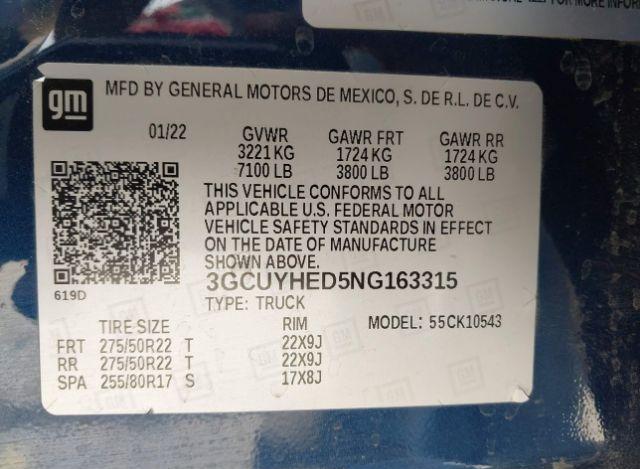 FOR MORE INFOR
gm MFD BY GENERAL MOTORS DE MEXICO, S. DE R.L. DE C.V.
01/22 GVWR GAWR FRT GAWR RR
3221 KG 1724 KG 1724 KG
7100 LB 3800 LB 3800 LB
THIS VEHICLE CONFORMS TO ALL
APPLICABLE U.S. FEDERAL MOTOR
VEHICLE SAFETY STANDARDS IN EFFECT
ON THE DATE OF MANUFACTURE
SHOWN ABOVE.
619D 3GCUYHED5NG163315
TYPE: TRUCK
TIRE SIZE RIM MODEL: 55CK10543
FRT 275/50R22 T 22X9J
RR 275/50R22 T 22X9J
SPA 255/80R17 S 17X8J